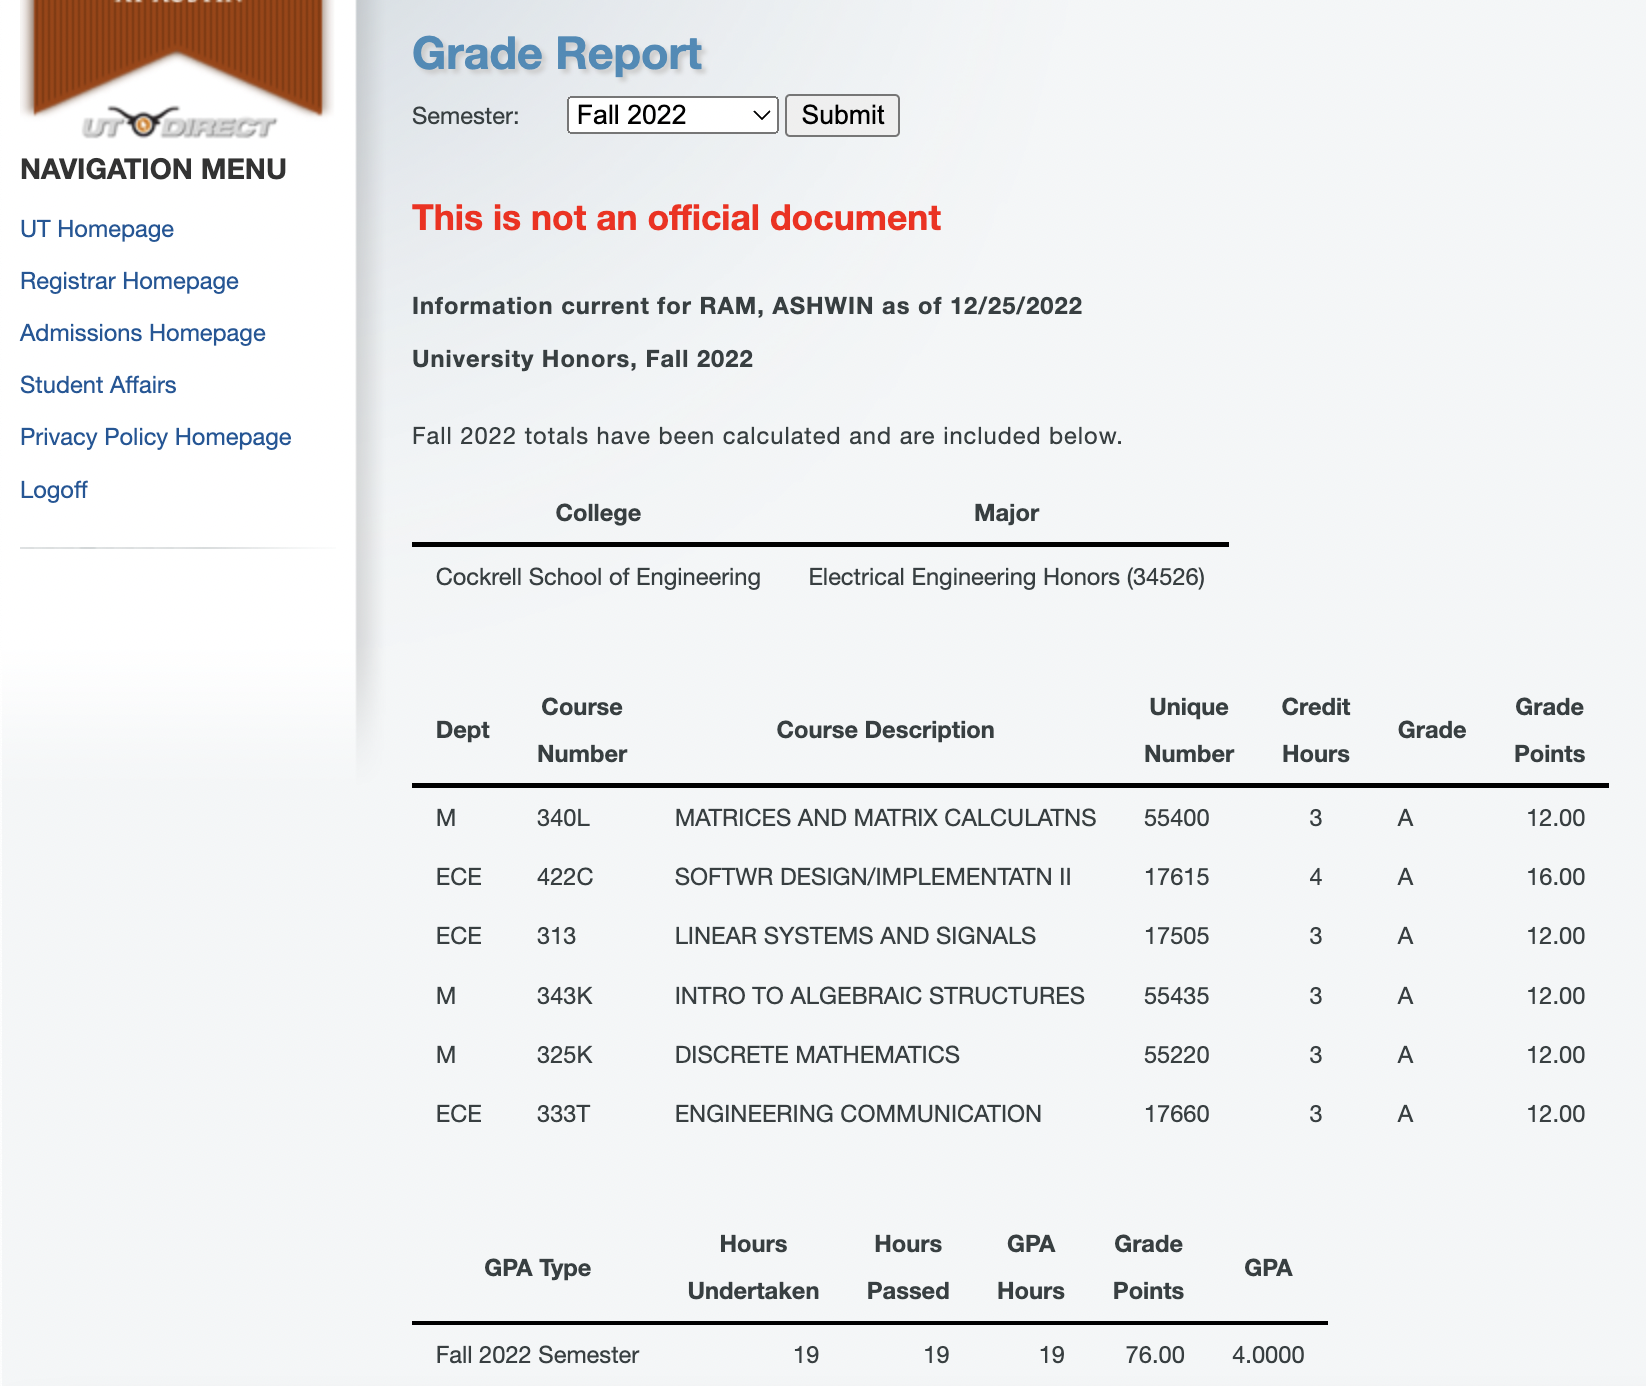 AT AUSTIN
UT DIRECT
NAVIGATION MENU
UT Homepage
Registrar Homepage
Admissions Homepage
Student Affairs
Privacy Policy Homepage
Logoff
Grade Report
Semester: Fall 2022 Submit
This is not an official document
Information current for RAM, ASHWIN as of 12/25/2022
University Honors, Fall 2022
Fall 2022 totals have been calculated and are included below.
College Major
Cockrell School of Engineering Electrical Engineering Honors (34526)
Dept Course Number Course Description Unique Number Credit Hours Grade Grade Points
M 340L MATRICES AND MATRIX CALCULATNS 55400 3 A 12.00
ECE 422C SOFTWR DESIGN/IMPLEMENTATN II 17615 4 A 16.00
ECE 313 LINEAR SYSTEMS AND SIGNALS 17505 3 A 12.00
M 343K INTRO TO ALGEBRAIC STRUCTURES 55435 3 A 12.00
M 325K DISCRETE MATHEMATICS 55220 3 A 12.00
ECE 333T ENGINEERING COMMUNICATION 17660 3 A 12.00
GPA Type Hours Undertaken Hours Passed GPA Hours Grade Points GPA
Fall 2022 Semester 19 19 19 76.00 4.0000